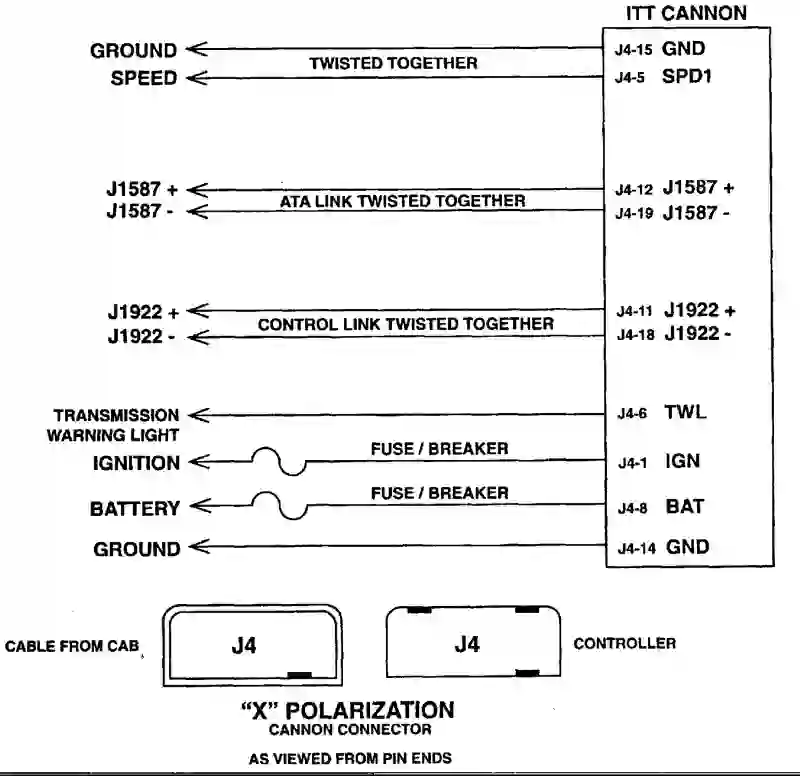 ITT CANNON
GROUND J4-15 GND
TWISTED TOGETHER
SPEED J4-5 SPD1
J1587 + J4-12 J1587 +
ATA LINK TWISTED TOGETHER
J1587 - J4-19 J1587 -
J1922 + J4-11 J1922 +
CONTROL LINK TWISTED TOGETHER
J1922 - J4-18 J1922 -
TRANSMISSION J4-6 TWL
WARNING LIGHT
FUSE / BREAKER
IGNITION J4-1 IGN
FUSE / BREAKER
BATTERY J4-8 BAT
GROUND J4-14 GND
CABLE FROM CAB J4 J4 CONTROLLER
"X" POLARIZATION
CANNON CONNECTOR
AS VIEWED FROM PIN ENDS